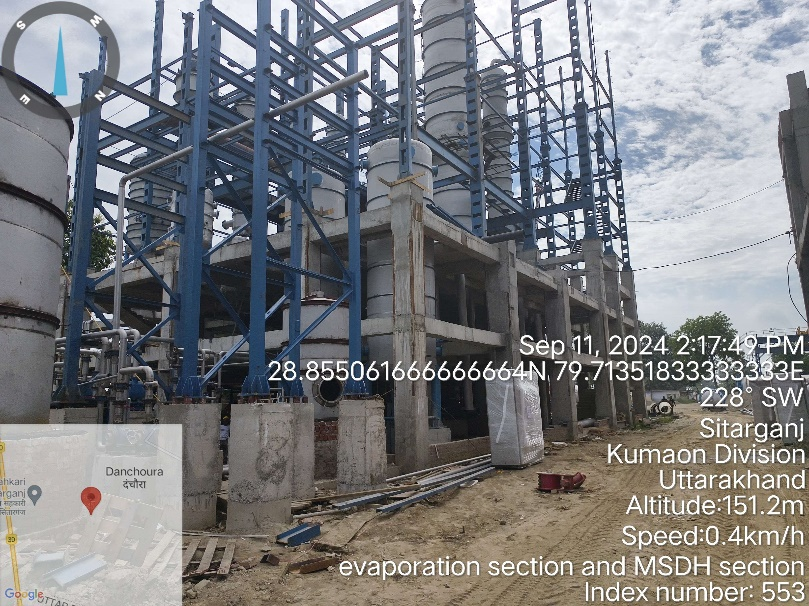 S
W
E
N
Sep 11, 2024 2:17:49 PM
28.855061666666664N, 79.71351833333333E
228° SW
Sitarganj
Kumaon Division
Uttarakhand
Altitude:151.2m
Speed:0.4km/h
evaporation section and MSDH section
Index number: 553
Danchoura
दंचौरा
Google